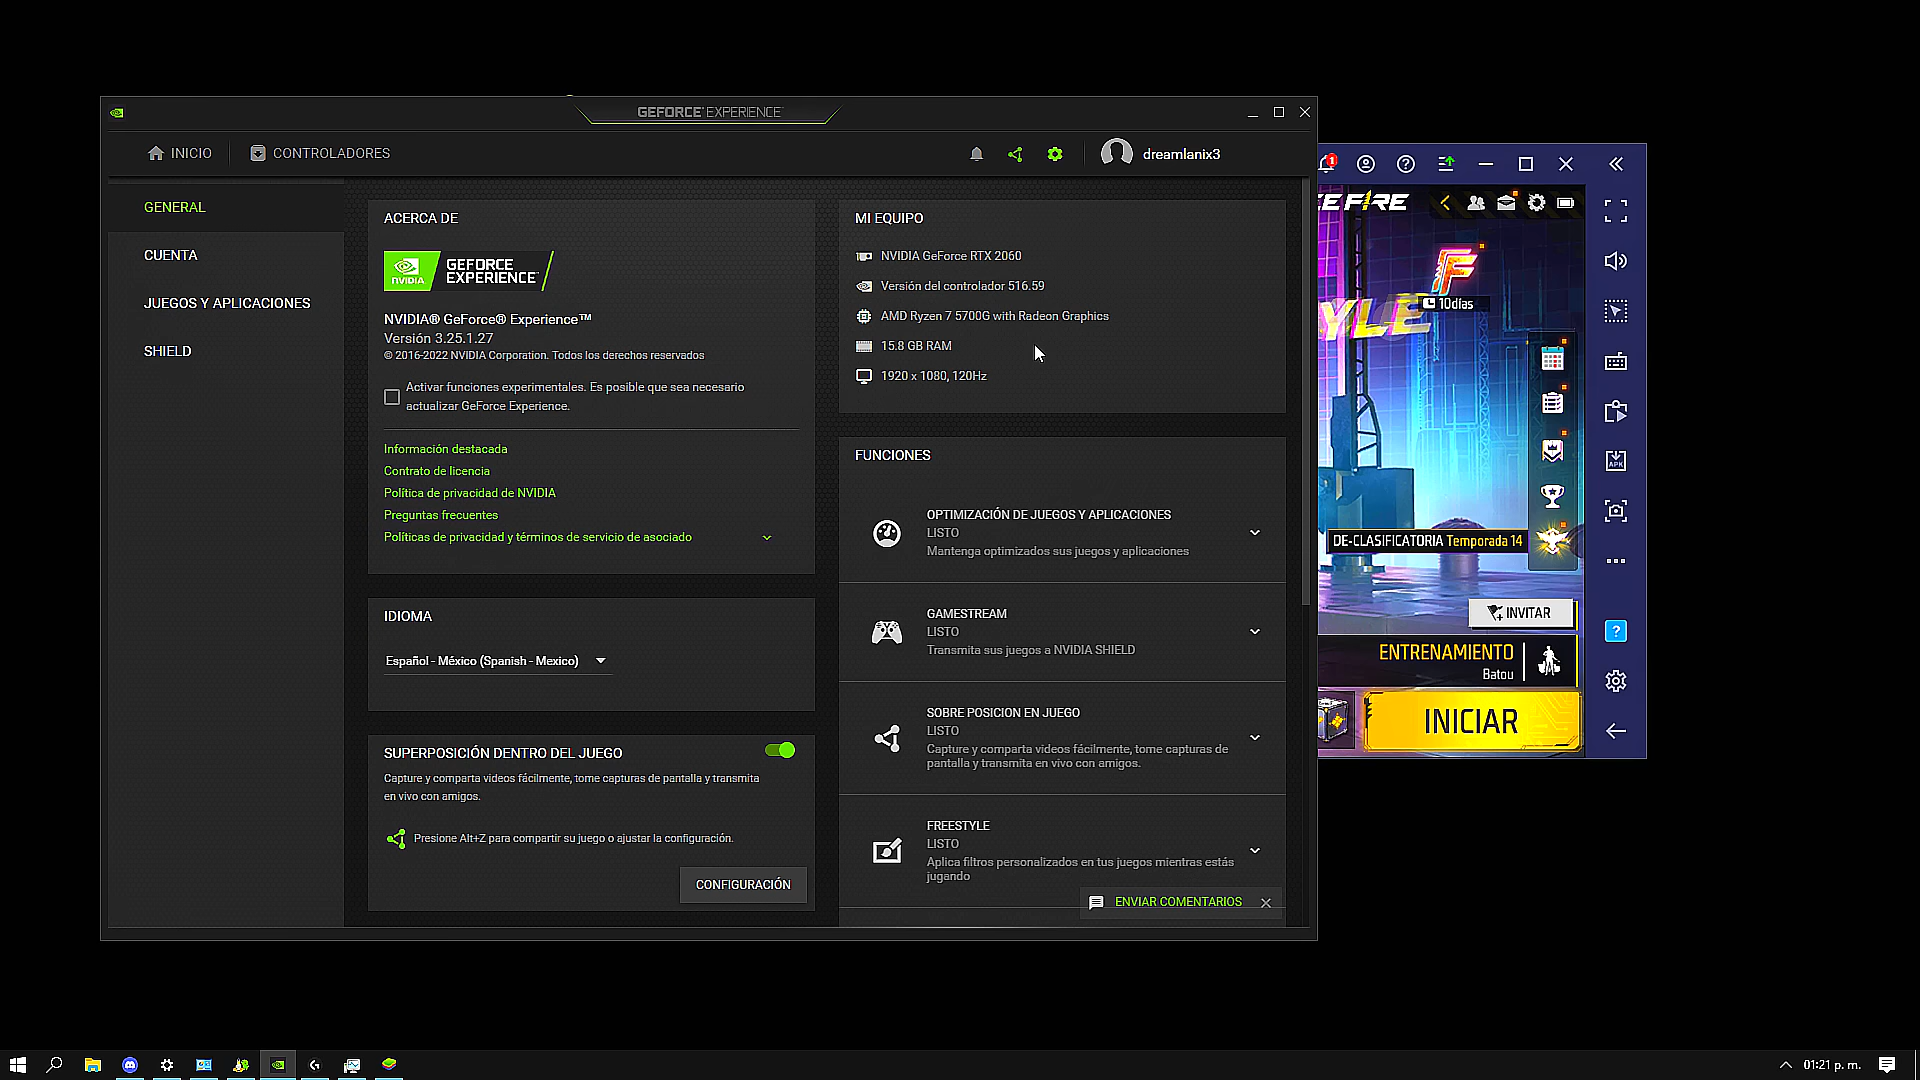 GEFORCE EXPERIENCE
INICIO
CONTROLADORES
dreamlanix3
GENERAL
CUENTA
JUEGOS Y APLICACIONES
SHIELD
ACERCA DE
NVIDIA
GEFORCE
EXPERIENCE
NVIDIA® GeForce® Experience™
Versión 3.25.1.27
© 2016-2022 NVIDIA Corporation. Todos los derechos reservados
Activar funciones experimentales. Es posible que sea necesario
actualizar GeForce Experience.
Información destacada
Contrato de licencia
Política de privacidad de NVIDIA
Preguntas frecuentes
Políticas de privacidad y términos de servicio de asociado
IDIOMA
Español - México (Spanish - Mexico)
SUPERPOSICIÓN DENTRO DEL JUEGO
Capture y comparta videos fácilmente, tome capturas de pantalla y transmita
en vivo con amigos.
Presione Alt+Z para compartir su juego o ajustar la configuración.
CONFIGURACIÓN
MI EQUIPO
NVIDIA GeForce RTX 2060
Versión del controlador 516.59
AMD Ryzen 7 5700G with Radeon Graphics
15.8 GB RAM
1920 x 1080, 120Hz
FUNCIONES
OPTIMIZACIÓN DE JUEGOS Y APLICACIONES
LISTO
Mantenga optimizados sus juegos y aplicaciones
GAMESTREAM
LISTO
Transmita sus juegos a NVIDIA SHIELD
SOBRE POSICION EN JUEGO
LISTO
Capture y comparta videos fácilmente, tome capturas de
pantalla y transmita en vivo con amigos.
FREESTYLE
LISTO
Aplica filtros personalizados en tus juegos mientras estás
jugando
ENVIAR COMENTARIOS
1
EE FIRE
F
10días
YLE
APK
DE-CLASIFICATORIA Temporada 14
INVITAR
?
ENTRENAMIENTO
Batou
INICIAR
01:21 p. m.